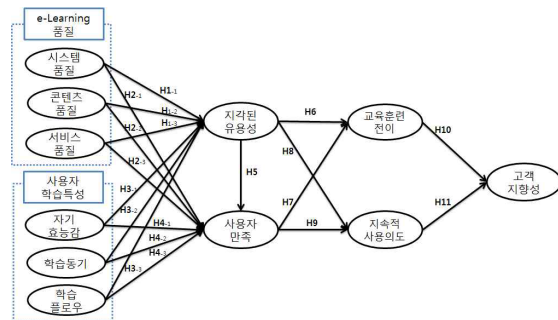 e-Learning
품질
시스템
품질
콘텐츠
품질
서비스
품질
사용자
학습특성
자기
효능감
학습동기
학습
플로우
H1-1
H1-2
H1-3
H2-1
H2-2
H2-3
H3-1
H3-2
H4-1
H4-2
H4-3
H3-3
지각된
유용성
H5
사용자
만족
H6
H8
H7
H9
교육훈련
전이
지속적
사용의도
H10
H11
고객
지향성